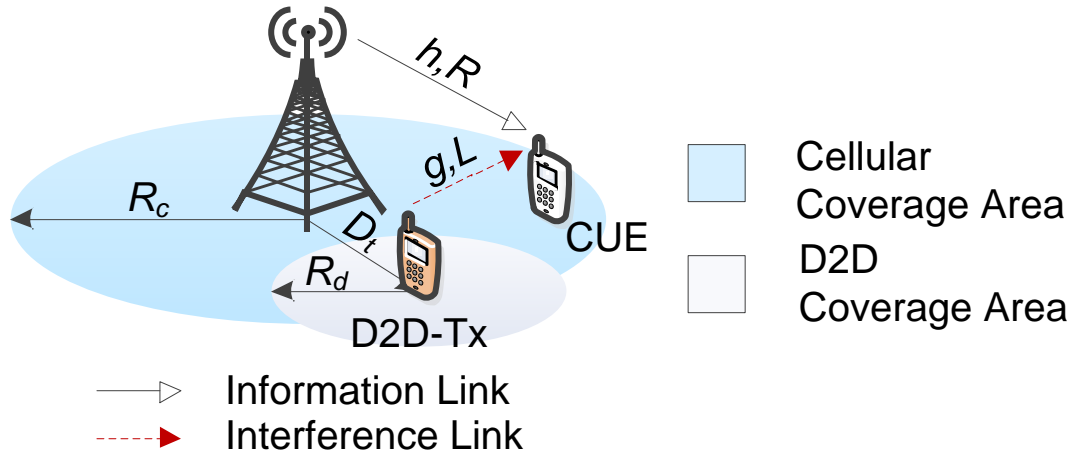 h,R
g,L
R_c
D_t
CUE
R_d
D2D-Tx
Cellular
Coverage Area
D2D
Coverage Area
Information Link
Interference Link